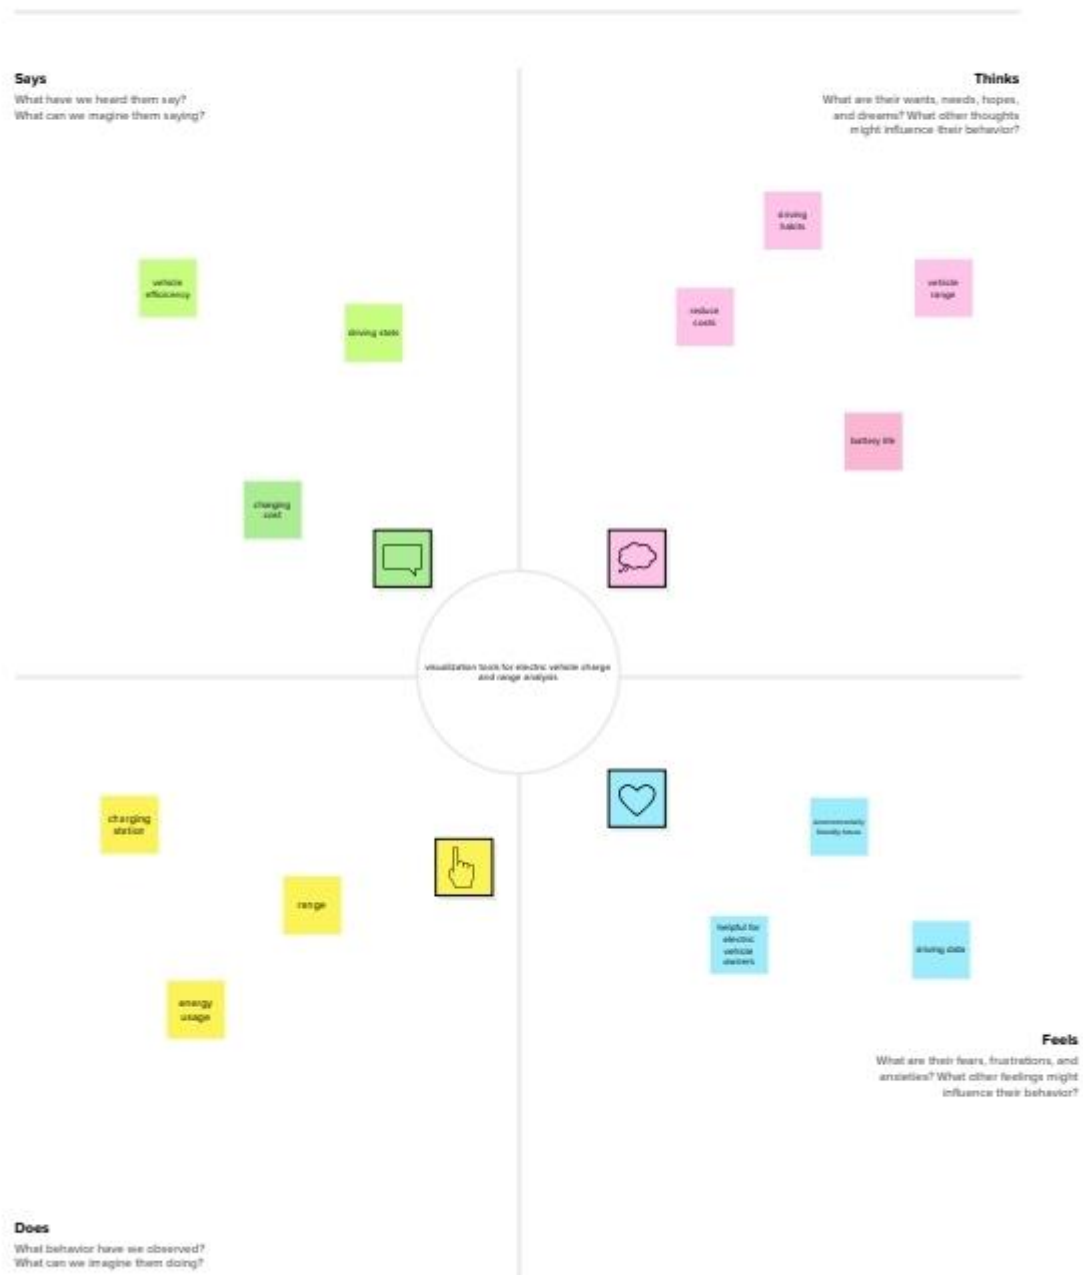 Says
What have we heard them say?
What can we magine them saying?
Thinks
What are their wants, needs, hopes,
and dreams? What other thoughts
might influence their behavior?
driving
habits
vehicle
efficiency
vehicle
range
reduce
costs
driving stats
battery life
charging
cost
visualization tools for electric vehicle charge
and range analysis
charging
station
range
energy
usage
friendly
helpful for
electric
vehicle
owners
driving data
Feels
What are their fears, frustrations, and
anxieties? What other feelings might
influence their behavior?
Does
What behavior have we observed?
What can we imagine them doing?